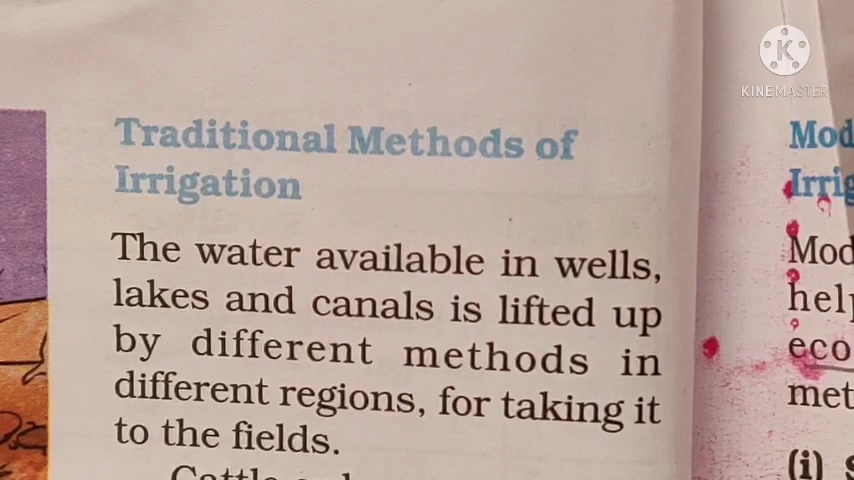 KINEMASTER
Traditional Methods of
Irrigation
The water available in wells,
lakes and canals is lifted up
by different methods in
different regions, for taking it
to the fields.
(i)